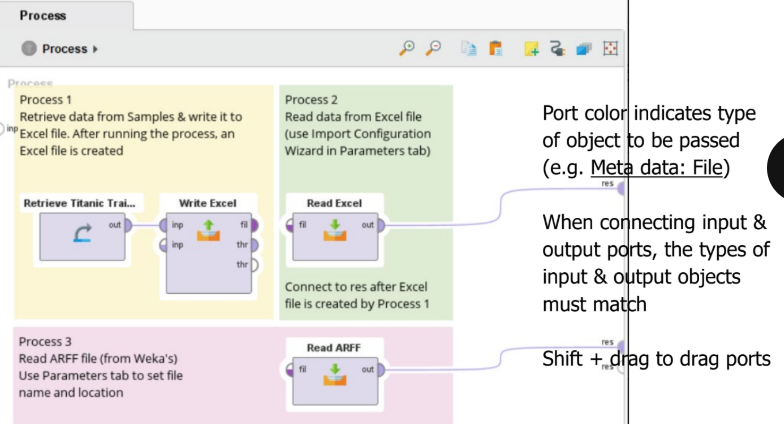 Process
Process
Process
inp
Process 1
Retrieve data from Samples & write it to
Excel file. After running the process, an
Excel file is created
Retrieve Titanic Trai...
out
Write Excel
inp
fil
inp
thr
thr
Process 2
Read data from Excel file
(use Import Configuration
Wizard in Parameters tab)
Read Excel
fil
out
Connect to res after Excel
file is created by Process 1
res
Process 3
Read ARFF file (from Weka's)
Use Parameters tab to set file
name and location
Read ARFF
fil
out
res
res
Port color indicates type
of object to be passed
(e.g. Meta data: File)
When connecting input &
output ports, the types of
input & output objects
must match
Shift + drag to drag ports